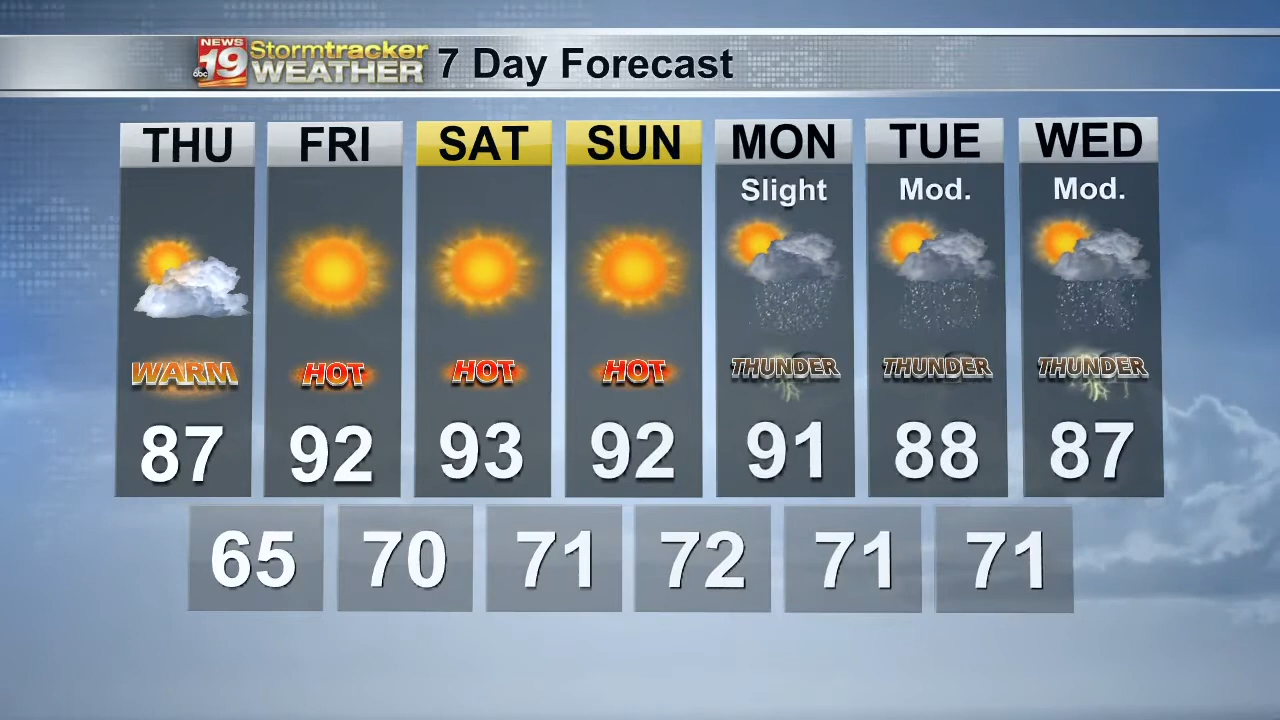 NEWS
abc 19
Stormtracker
WEATHER
7 Day Forecast
THU FRI SAT SUN MON TUE WED
Slight Mod. Mod.
WARM HOT HOT HOT THUNDER THUNDER THUNDER
87 92 93 92 91 88 87
65 70 71 72 71 71